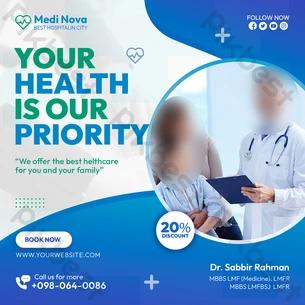 Medi Nova
BEST HOSPITALIN CITY
FOLLOW NOW
YOUR
HEALTH
IS OUR
PRIORITY
"We offer the best helthcare
for you and your family"
20%
DISCOUNT
BOOK NOW
WWW.YOURWEBSITE.COM
Call us for more
+098-064-0086
Dr. Sabbir Rahman
MBBS LMF (Medicine), LMFR
MBBS LMFBSJ LMFR